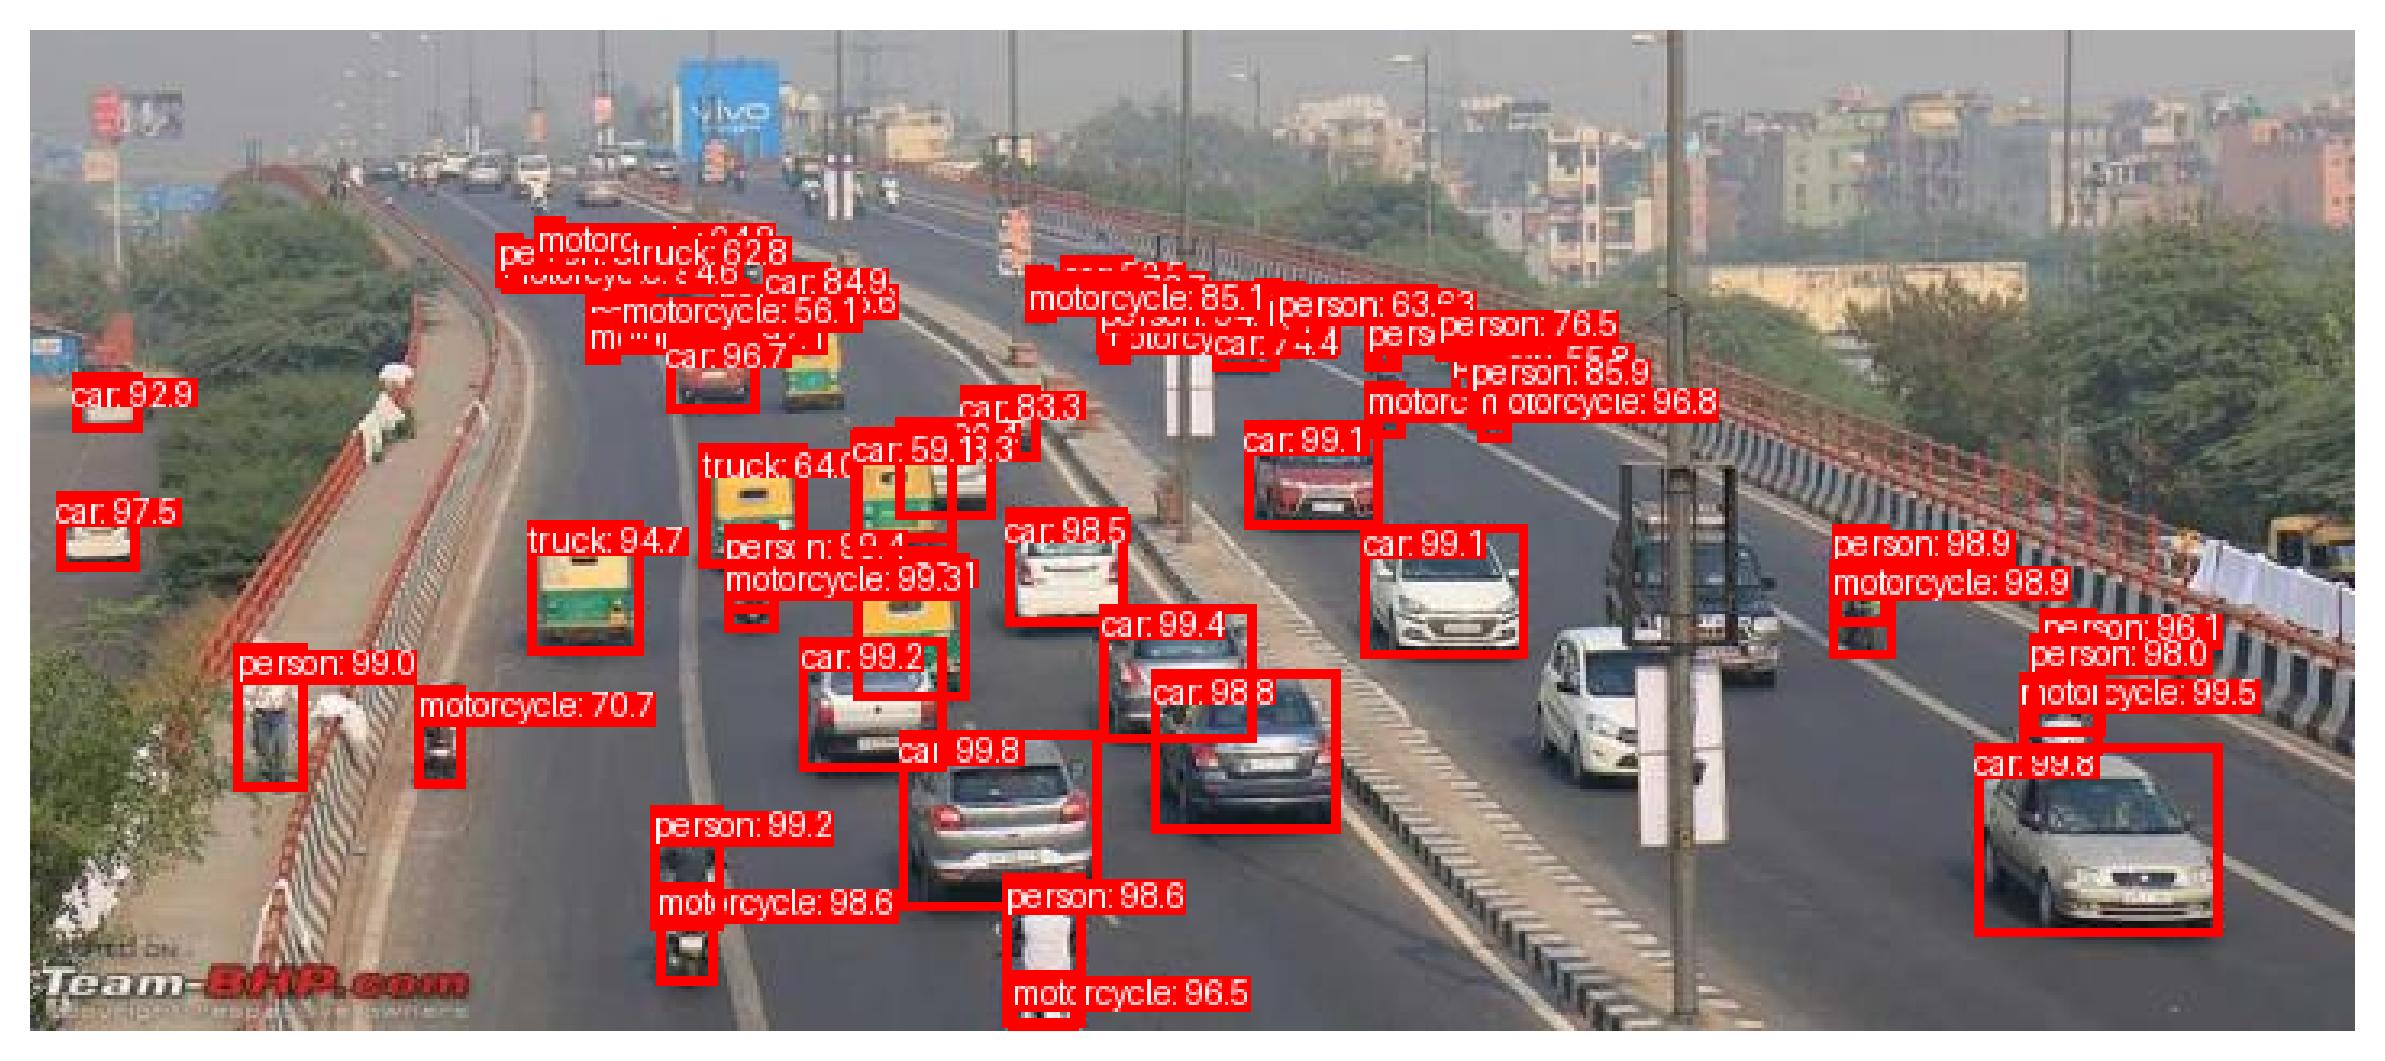 vivo
motorc
truck: 62.8
car: 84.9
motorcycle: 85.1
person: 63.
motorcycle: 56.1
person: 76.5
car: 96.7
car: 74.4
person: 85.9
car: 92.9
car: 83.3
motorc
otorcycle: 96.8
car: 59.1
car: 99.1
truck: 64.0
car: 97.5
truck: 94.7
car: 98.5
car: 99.1
person: 98.9
motorcycle: 99.3
motorcycle: 98.9
car: 99.4
person: 96.1
person: 99.0
car: 99.2
person: 98.0
motorcycle: 70.7
car: 98.8
motorcycle: 99.5
car 99.8
car: 99.8
person: 99.2
motorcycle: 98.6
person: 98.6
motorcycle: 96.5
Team-BHP.com